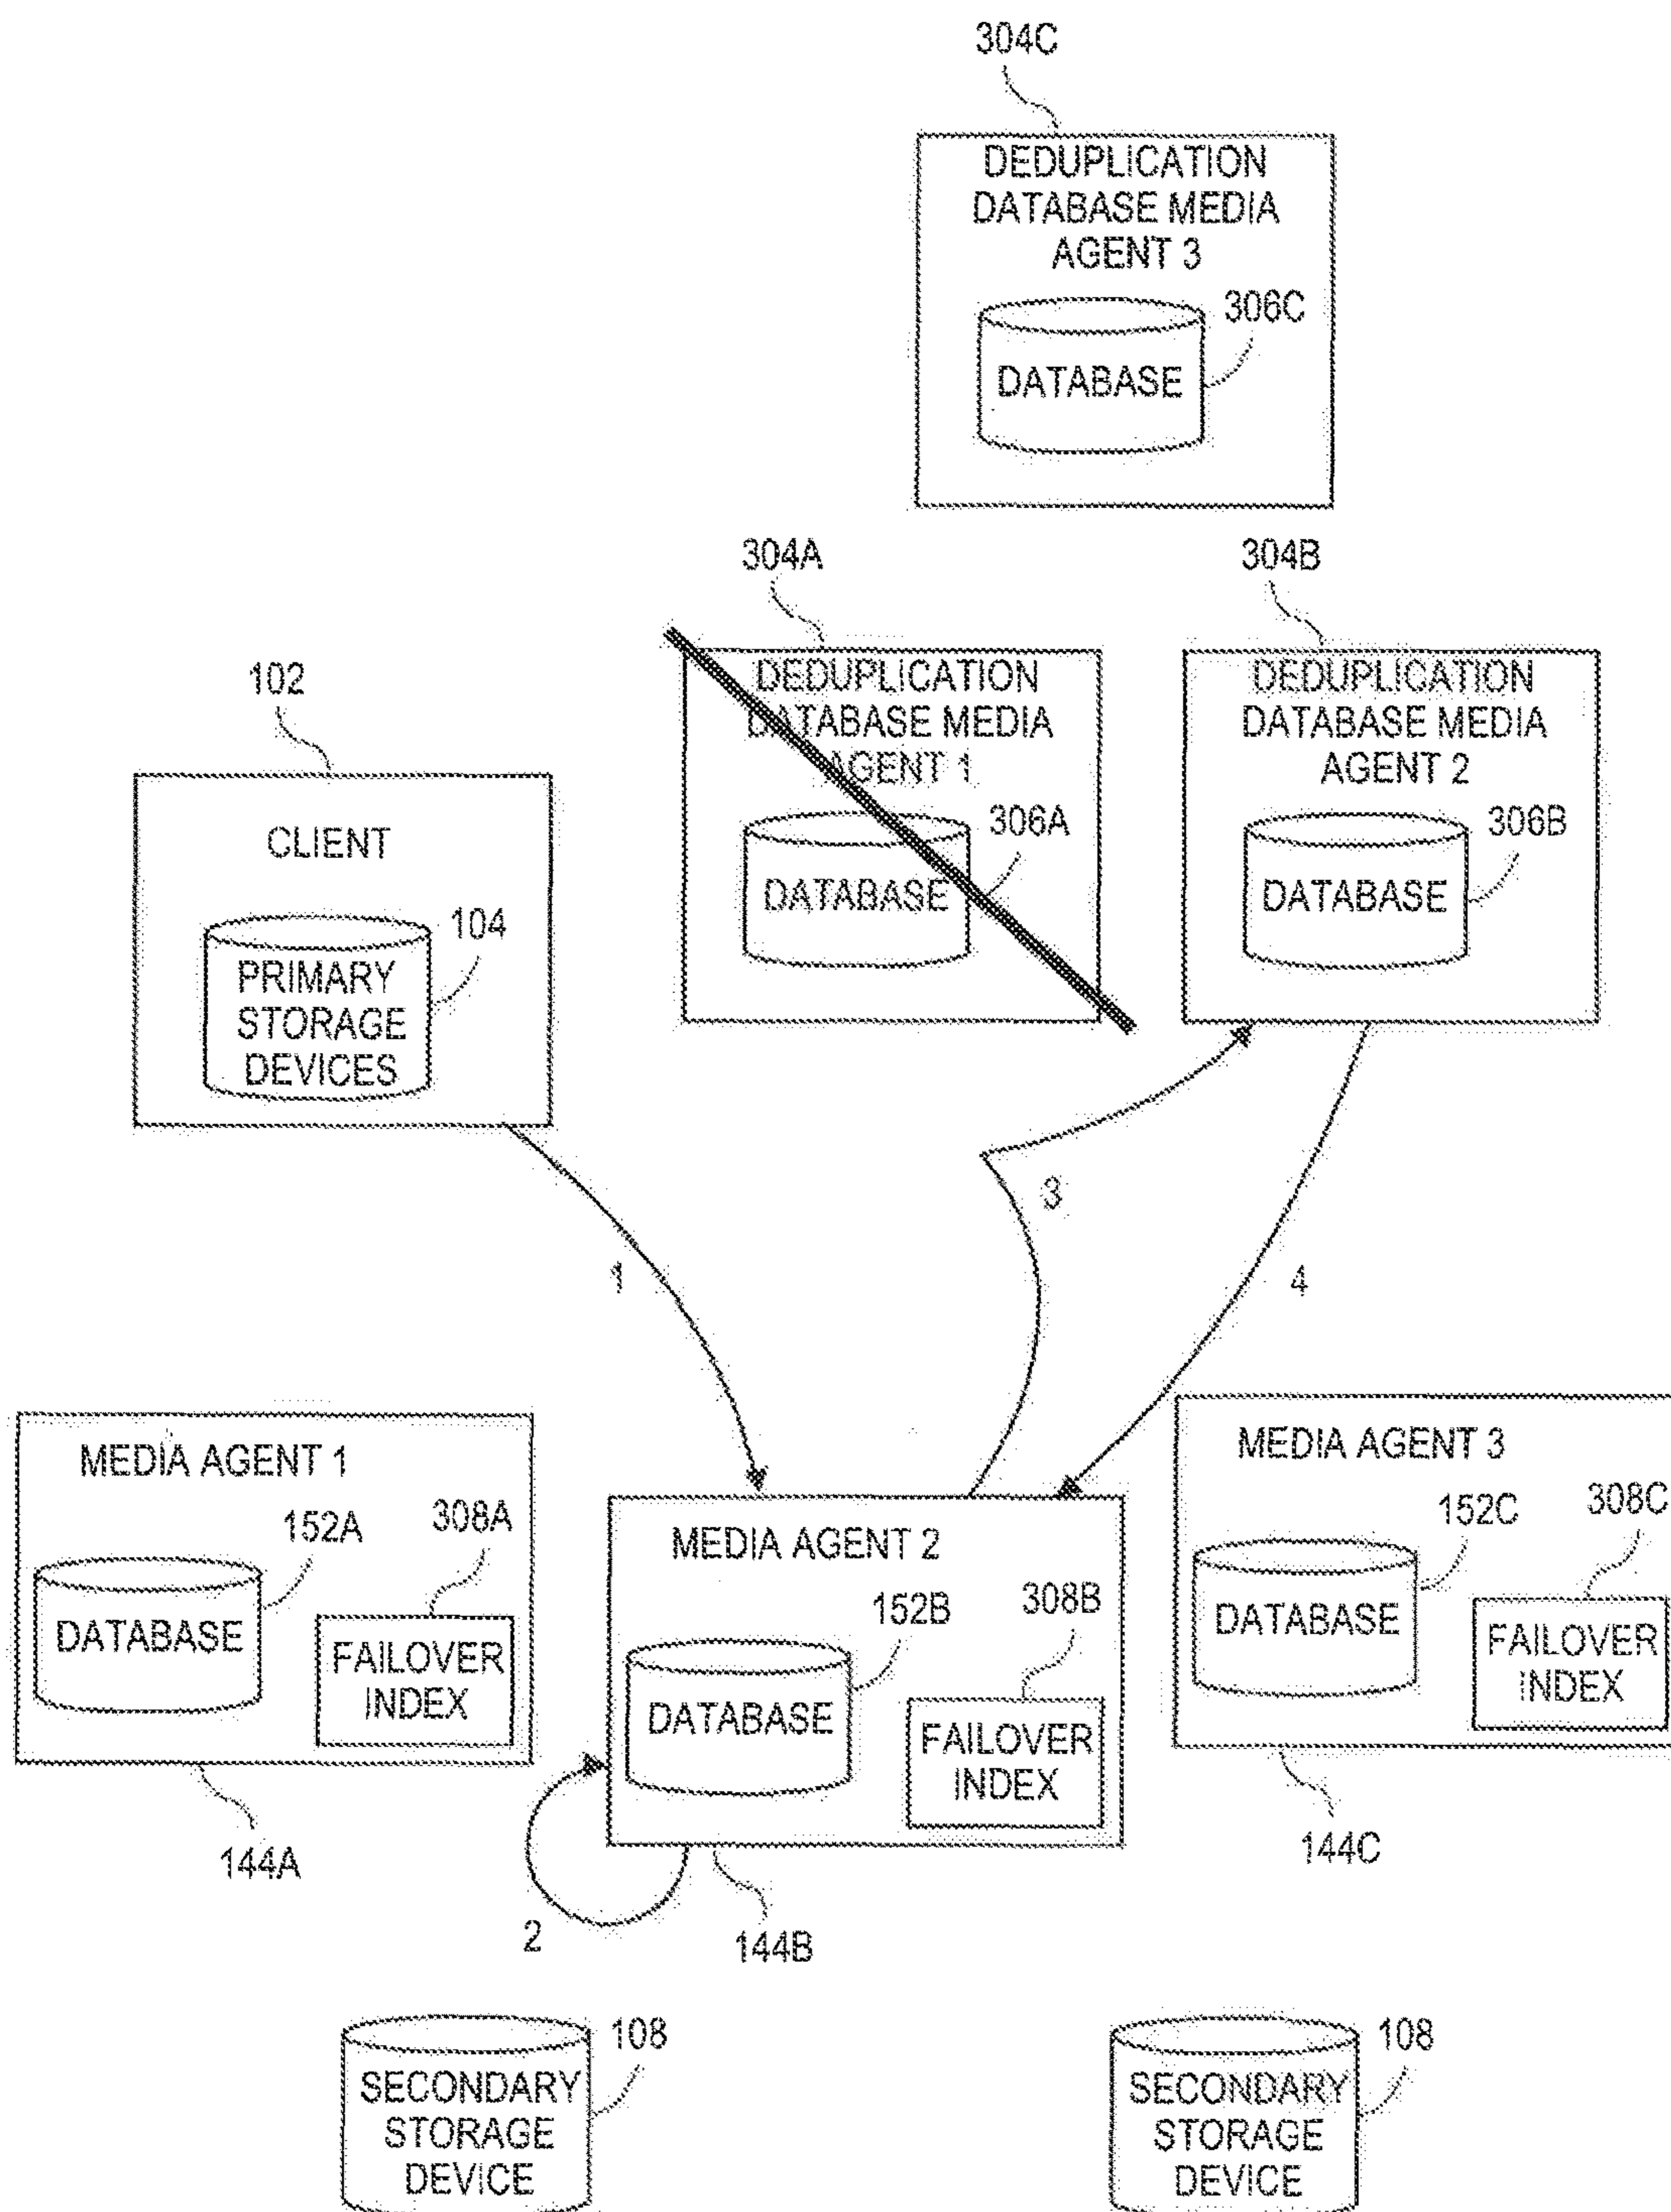 304C
DEDUPLICATION
DATABASE MEDIA
AGENT 3
306C
DATABASE
304A
304B
DEDUPLICATION
DATABASE MEDIA
AGENT 1
306A
DATABASE
DEDUPLICATION
DATABASE MEDIA
AGENT 2
306B
DATABASE
102
CLIENT
104
PRIMARY
STORAGE
DEVICES
1
3
4
MEDIA AGENT 1
152A
308A
DATABASE
FAILOVER
INDEX
144A
MEDIA AGENT 2
152B
308B
DATABASE
FAILOVER
INDEX
2
144B
MEDIA AGENT 3
152C
308C
DATABASE
FAILOVER
INDEX
144C
108
SECONDARY
STORAGE
DEVICE
108
SECONDARY
STORAGE
DEVICE